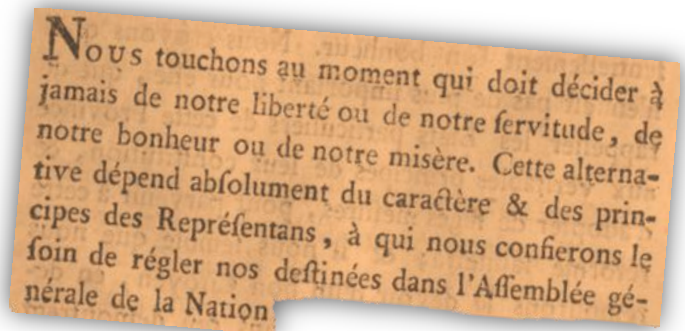 Nous touchons au moment qui doit décider à
jamais de notre liberté ou de notre ſervitude, de
notre bonheur ou de notre misère. Cette alterna-
tive dépend abſolument du caractère & des prin-
cipes des Repréſentans, à qui nous confierons le
ſoin de régler nos deſtinées dans l'Aſſemblée gé-
nérale de la Nation